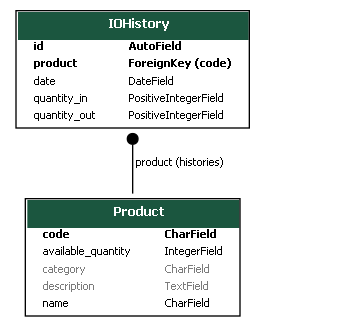 IOHistory
id AutoField
product ForeignKey (code)
date DateField
quantity_in PositiveIntegerField
quantity_out PositiveIntegerField
product (histories)
Product
code CharField
available_quantity IntegerField
category CharField
description TextField
name CharField